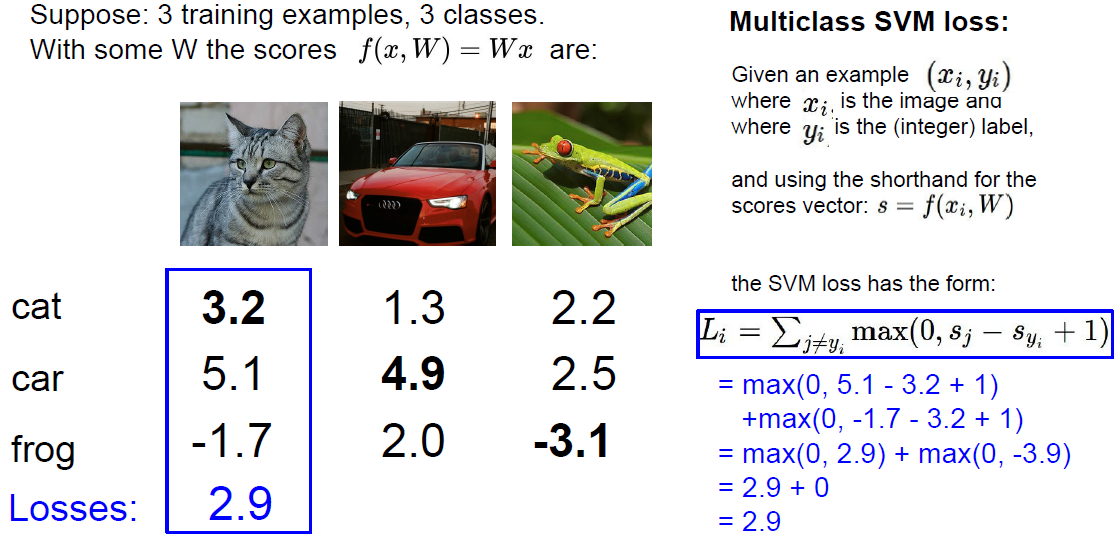 Suppose: 3 training examples, 3 classes.
With some W the scores f(x, W) = Wx are:
cat 3.2 1.3 2.2
car 5.1 4.9 2.5
frog -1.7 2.0 -3.1
Losses: 2.9
Multiclass SVM loss:
Given an example (xᵢ, yᵢ)
where xᵢ is the image and
where yᵢ is the (integer) label,
and using the shorthand for the
scores vector: s = f(xᵢ, W)
the SVM loss has the form:
Lᵢ = ∑_{j≠yᵢ} max(0, sⱼ − s_{yᵢ} + 1)
= max(0, 5.1 - 3.2 + 1)
+max(0, -1.7 - 3.2 + 1)
= max(0, 2.9) + max(0, -3.9)
= 2.9 + 0
= 2.9